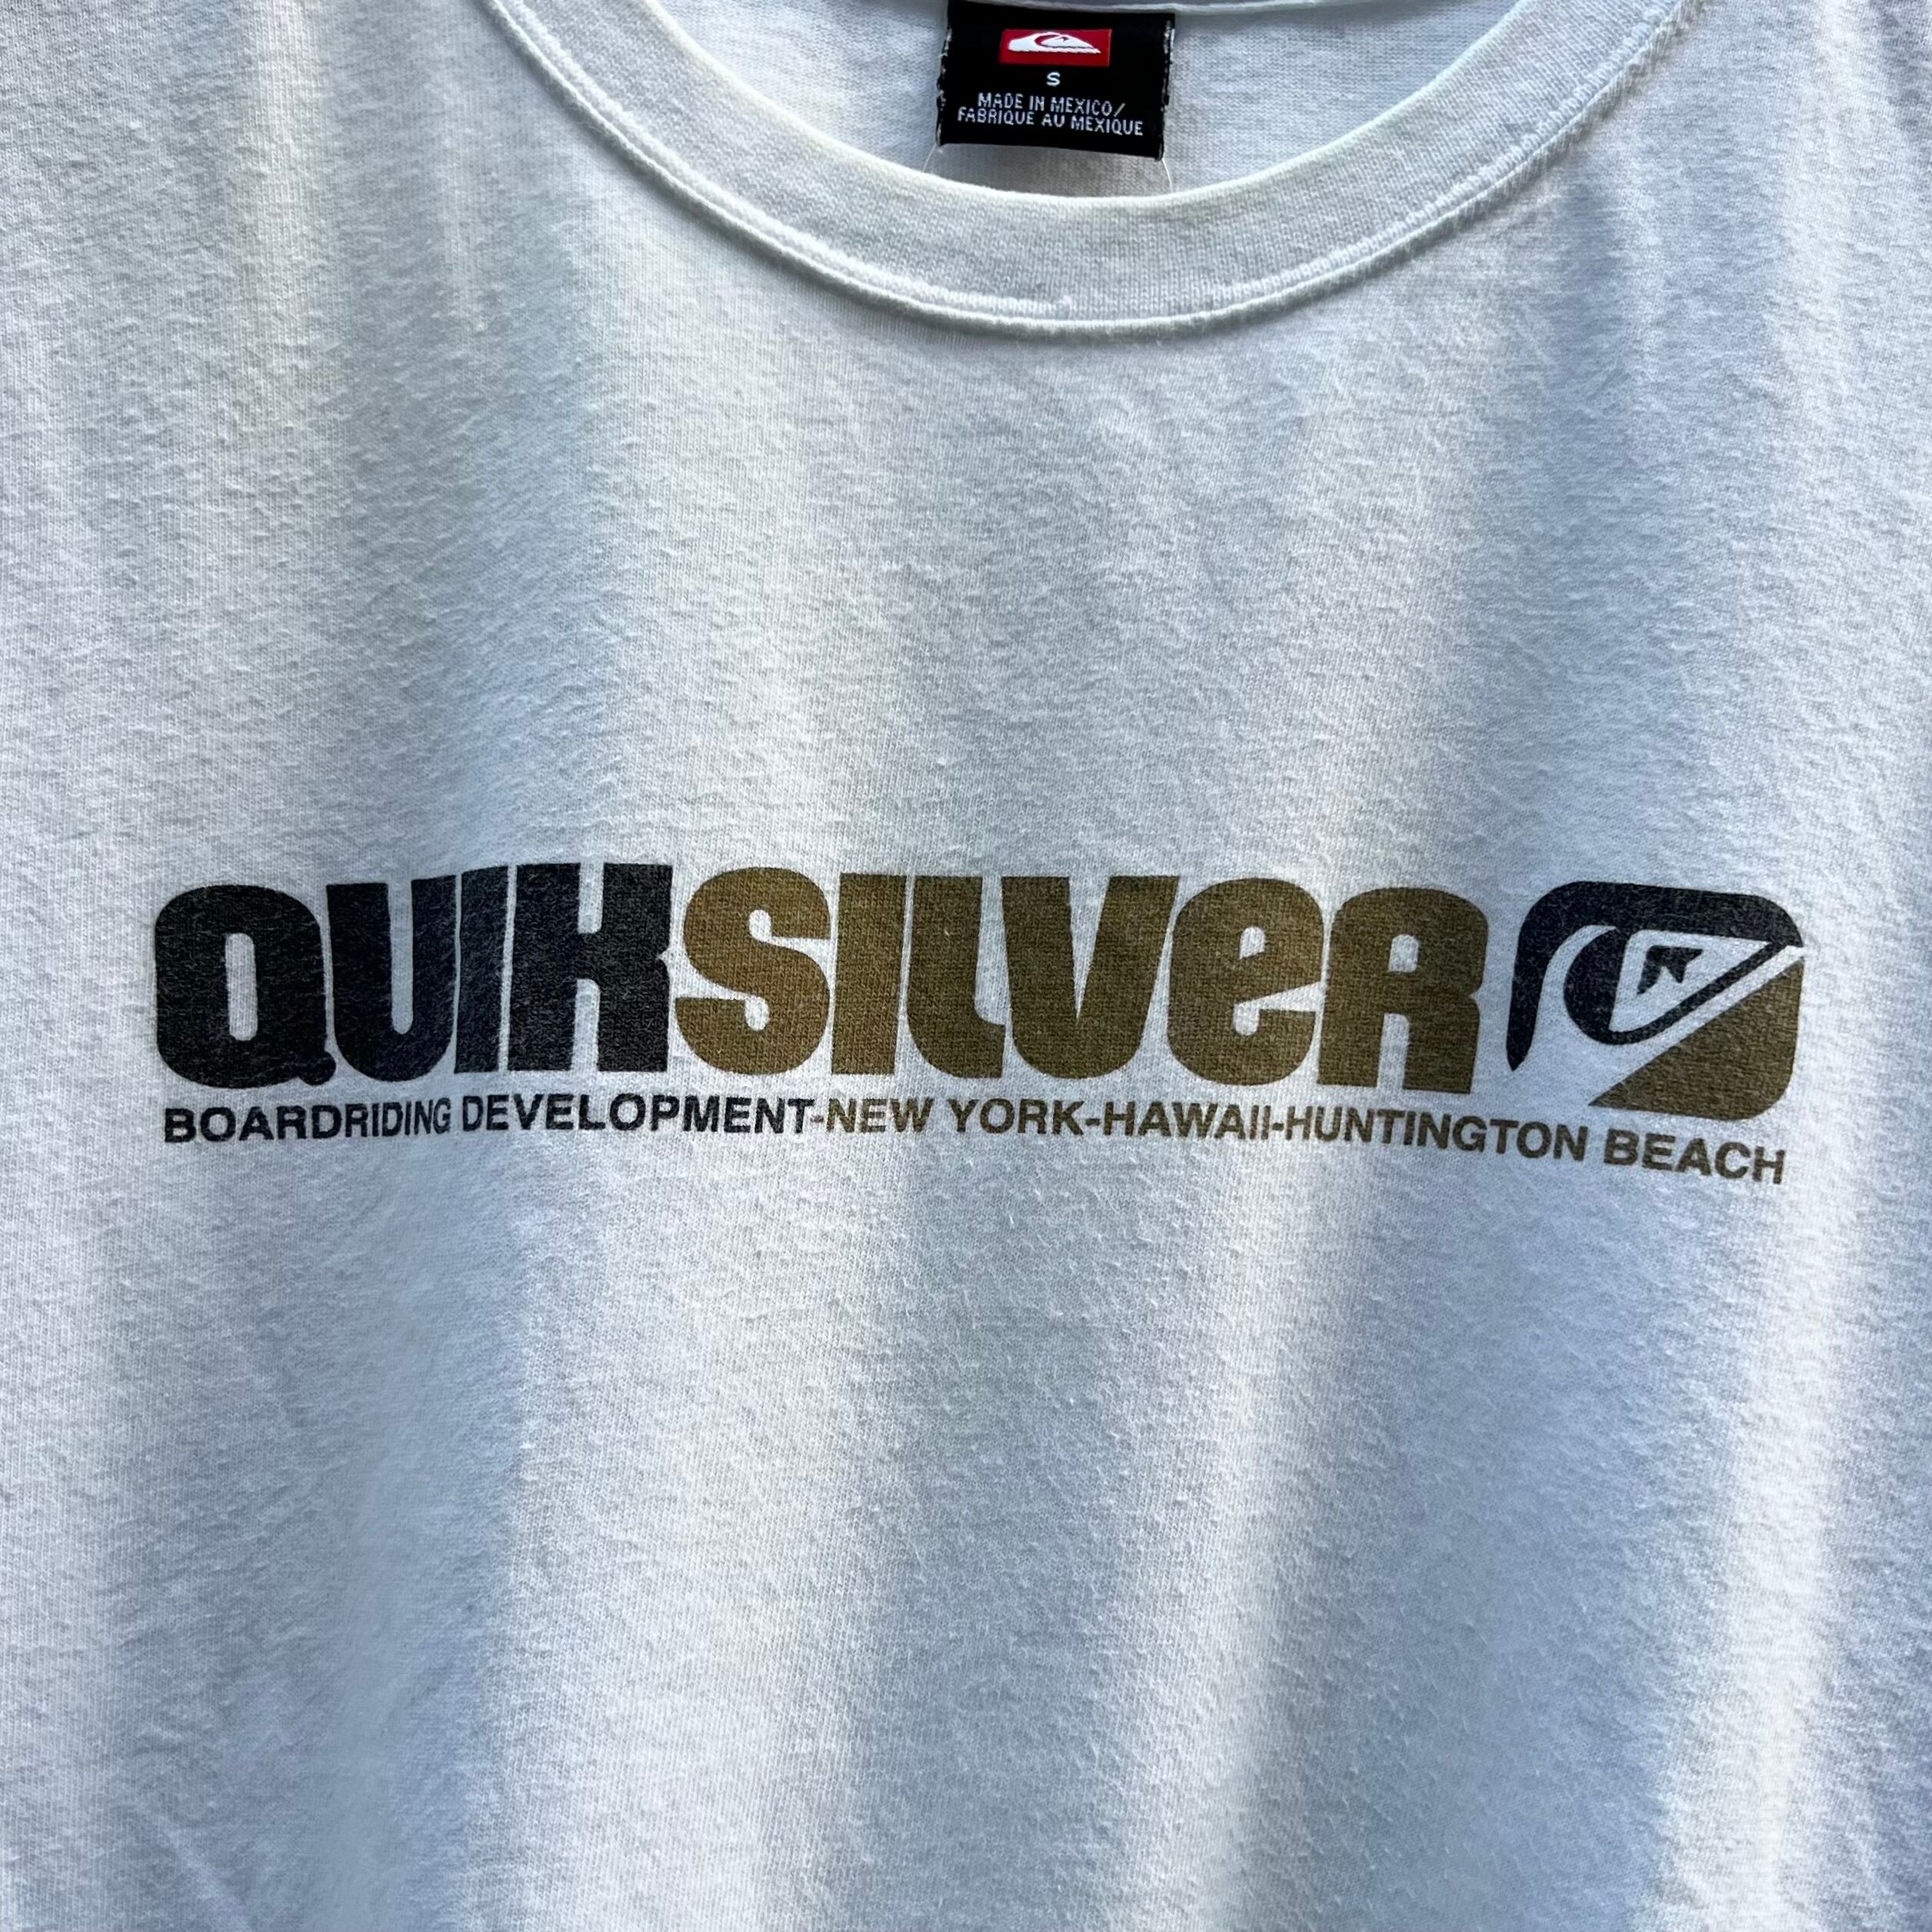 S
MADE IN MEXICO/
FABRIQUE AU MEXIQUE
QUIKSILVER
BOARDRIDING DEVELOPMENT-NEW YORK-HAWAII-HUNTINGTON BEACH